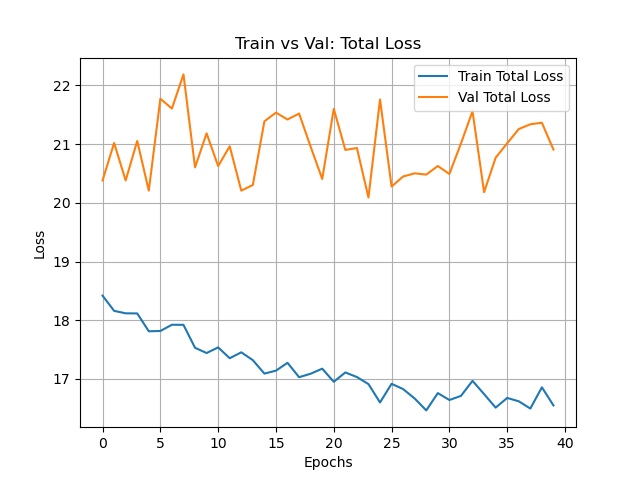 Train vs Val: Total Loss
Train Total Loss
Val Total Loss
22
21
20
19
18
17
Loss
0 5 10 15 20 25 30 35 40
Epochs